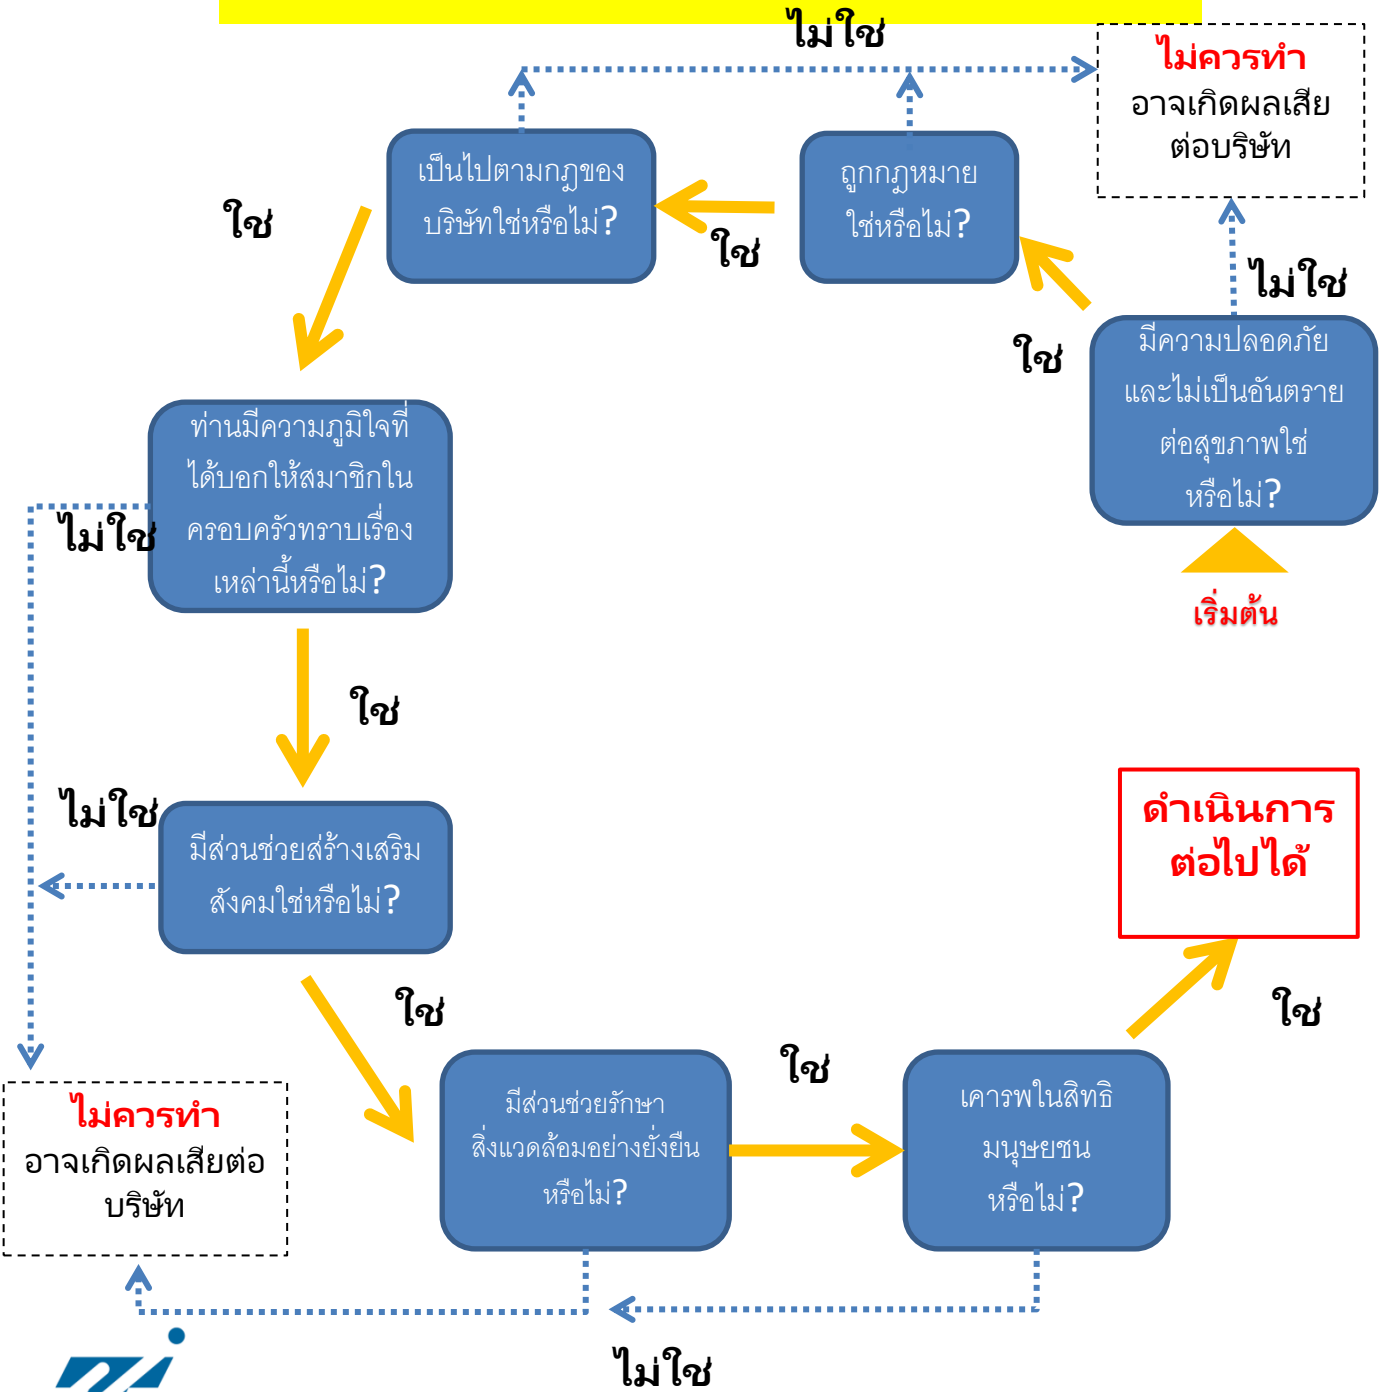 ไม่ใช่
ไม่ควรทำ
อาจเกิดผลเสีย
ต่อบริษัท
เป็นไปตามกฎของ
บริษัทใช่หรือไม่?
ถูกกฎหมาย
ใช่หรือไม่?
ใช่
ใช่
ไม่ใช่
ใช่
มีความปลอดภัย
และไม่เป็นอันตราย
ต่อสุขภาพใช่
หรือไม่?
เริ่มต้น
ท่านมีความภูมิใจที่
ได้บอกให้สมาชิกใน
ครอบครัวทราบเรื่อง
เหล่านี้หรือไม่?
ไม่ใช่
ใช่
ไม่ใช่
มีส่วนช่วยสร้างเสริม
สังคมใช่หรือไม่?
ดำเนินการ
ต่อไปได้
ใช่
ใช่
ใช่
มีส่วนช่วยรักษา
สิ่งแวดล้อมอย่างยั่งยืน
หรือไม่?
เคารพในสิทธิ
มนุษยชน
หรือไม่?
ไม่ควรทำ
อาจเกิดผลเสียต่อ
บริษัท
ไม่ใช่